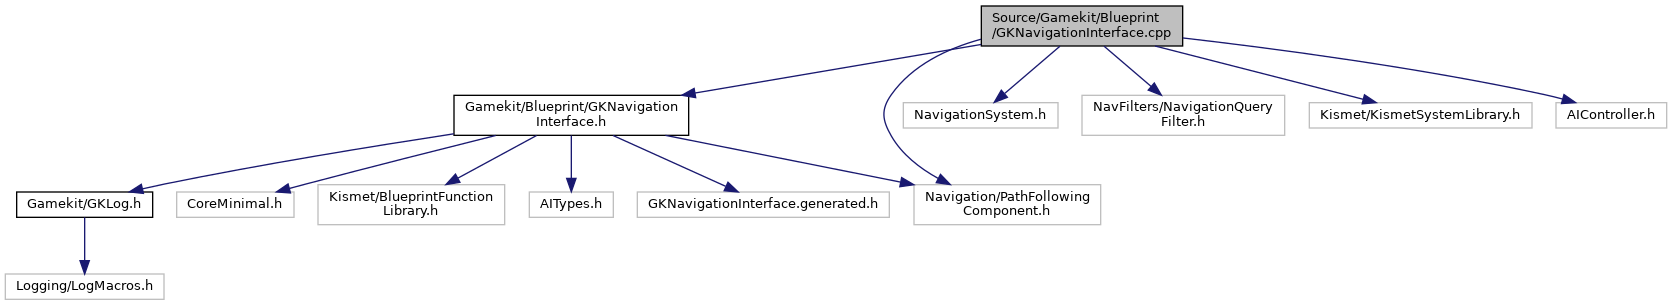 Source/Gamekit/Blueprint
/GKNavigationInterface.cpp
Gamekit/Blueprint/GKNavigation
Interface.h
NavigationSystem.h
NavFilters/NavigationQuery
Filter.h
Kismet/KismetSystemLibrary.h
AIController.h
Gamekit/GKLog.h
CoreMinimal.h
Kismet/BlueprintFunction
Library.h
AITypes.h
GKNavigationInterface.generated.h
Navigation/PathFollowing
Component.h
Logging/LogMacros.h